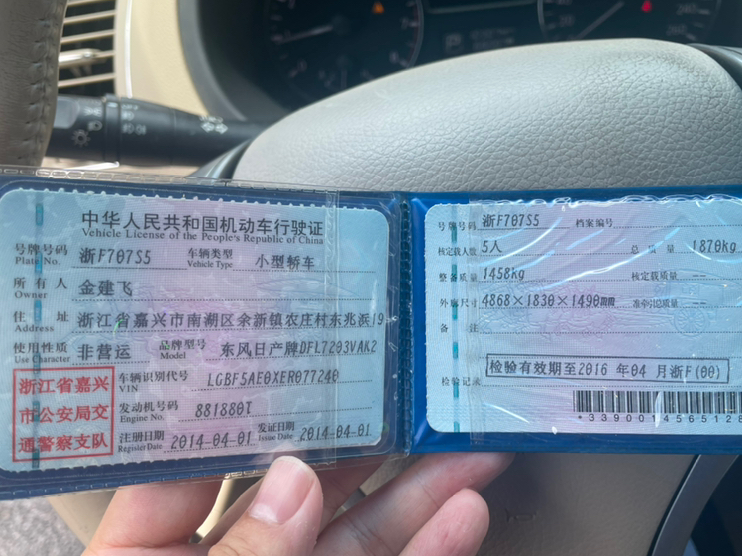 中华人民共和国机动车行驶证
Vehicle License of the People's Republic of China
号牌号码 浙F707S5 车辆类型 小型轿车
Plate No. Vehicle Type
所有人 金建飞
Owner
住址 浙江省嘉兴市南湖区余新镇农庄村东兆浜19
Address
使用性质 非营运 品牌型号 东风日产牌DFL7203VAK2
Use Character Model
浙江省嘉兴
市公安局交
通警察支队
车辆识别代号 LGBF5AE0XER077240
VIN
发动机号码 881880T
Engine No.
注册日期 2014-04-01 发证日期 2014-04-01
Register Date Issue Date
号牌号码 浙F707S5 档案编号
核定载人数 5人 总质量 1870kg
整备质量 1458kg 核定载质量 --
外廓尺寸 4868×1830×1490mm 准牵引总质量 --
备注
检验记录 检验有效期至2016年04月浙F(00)
*3390014565128